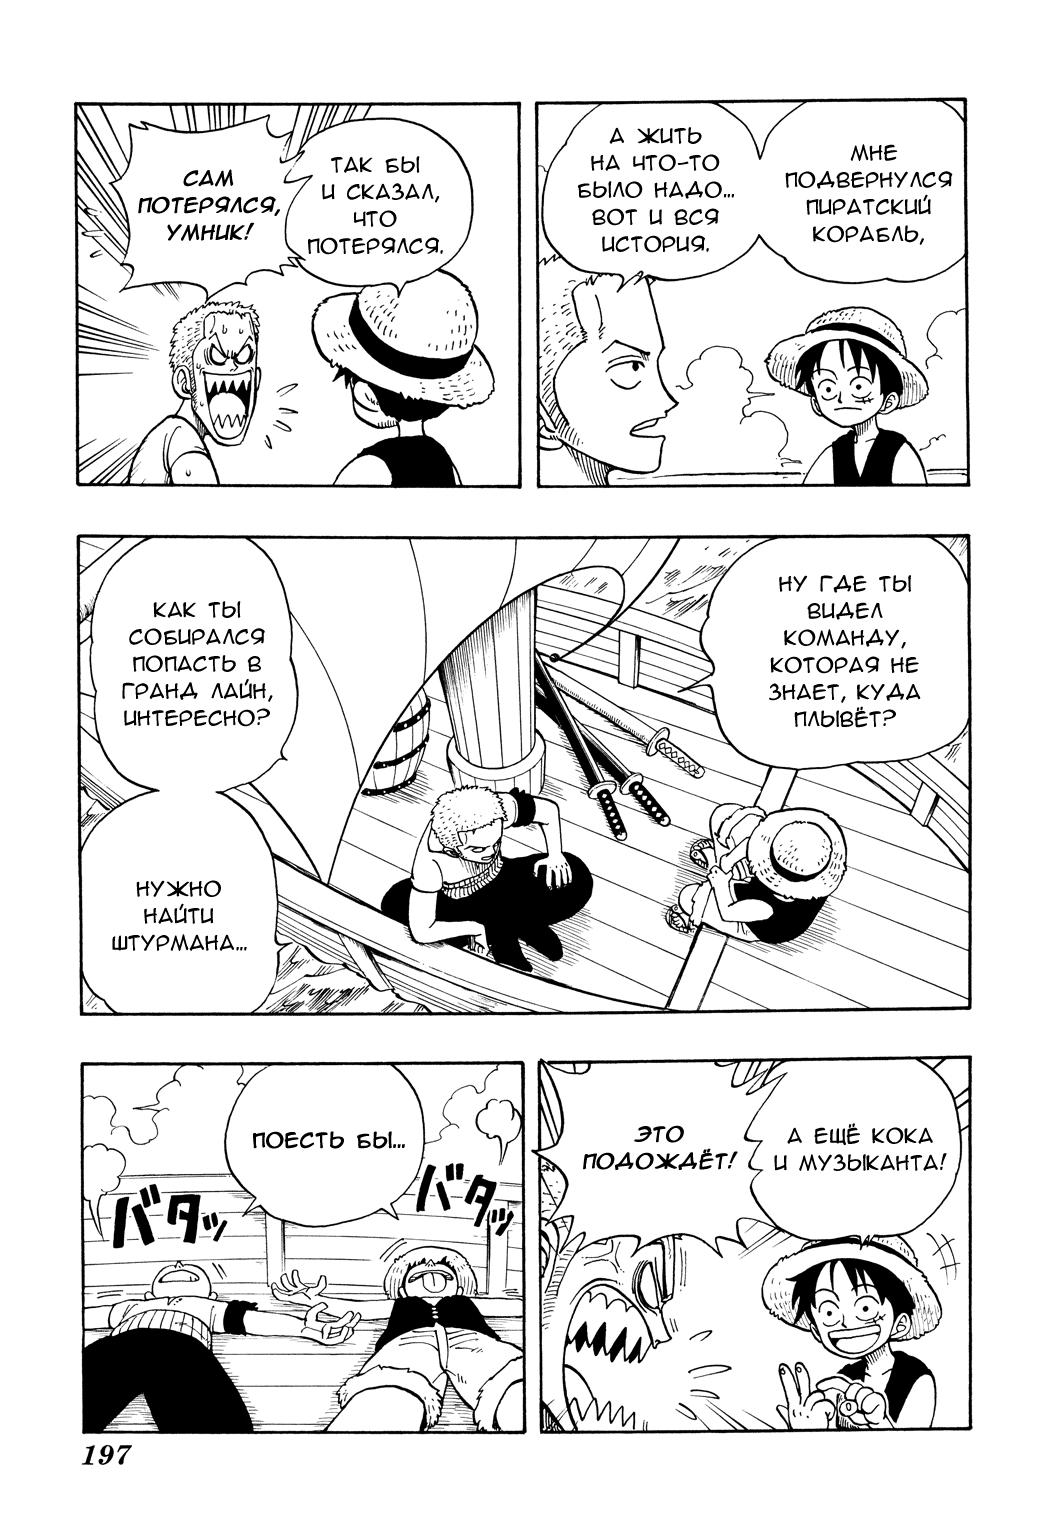 МНЕ
ПОДВЕРНУЛСЯ
ПИРАТСКИЙ
КОРАБЛЬ,
А ЖИТЬ
НА ЧТО-ТО
БЫЛО НАДО...
ВОТ И ВСЯ
ИСТОРИЯ.
ТАК БЫ
И СКАЗАЛ,
ЧТО
ПОТЕРЯЛСЯ.
САМ
ПОТЕРЯЛСЯ,
УМНИК!
НУ ГДЕ ТЫ
ВИДЕЛ
КОМАНДУ,
КОТОРАЯ НЕ
ЗНАЕТ, КУДА
ПЛЫВЁТ?
КАК ТЫ
СОБИРАЛСЯ
ПОПАСТЬ В
ГРАНД ЛАЙН,
ИНТЕРЕСНО?
НУЖНО
НАЙТИ
ШТУРМАНА...
А ЕЩЁ КОКА
И МУЗЫКАНТА!
ЭТО
ПОДОЖДЁТ!
ПОЕСТЬ БЫ...
バタッ
バタッ
197